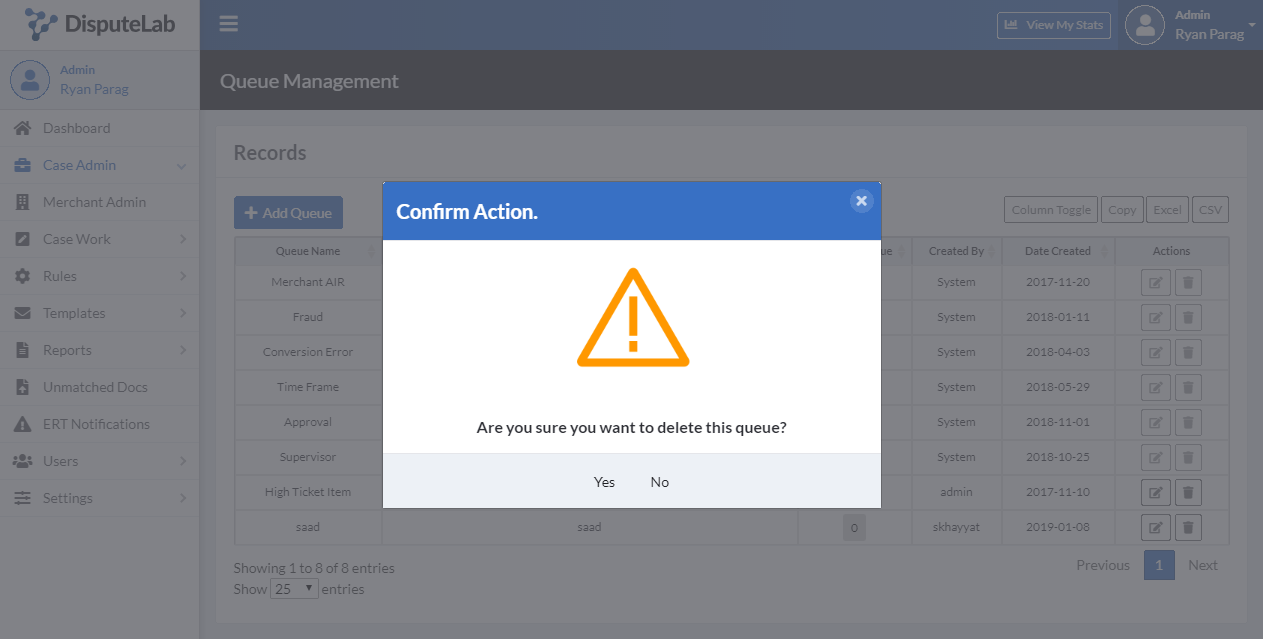 DisputeLab
View My Stats
Admin
Ryan Parag
Admin
Ryan Parag
Queue Management
Dashboard
Case Admin
Merchant Admin
Case Work
Rules
Templates
Reports
Unmatched Docs
ERT Notifications
Users
Settings
Records
Add Queue
Column Toggle Copy Excel CSV
Confirm Action.
Are you sure you want to delete this queue?
Yes No
Queue Name ue Created By Date Created Actions
Merchant AIR System 2017-11-20
Fraud System 2018-01-11
Conversion Error System 2018-04-03
Time Frame System 2018-05-29
Approval System 2018-11-01
Supervisor System 2018-10-25
High Ticket Item admin 2017-11-10
saad saad 0 skhayyat 2019-01-08
Showing 1 to 8 of 8 entries
Show 25 entries
Previous 1 Next